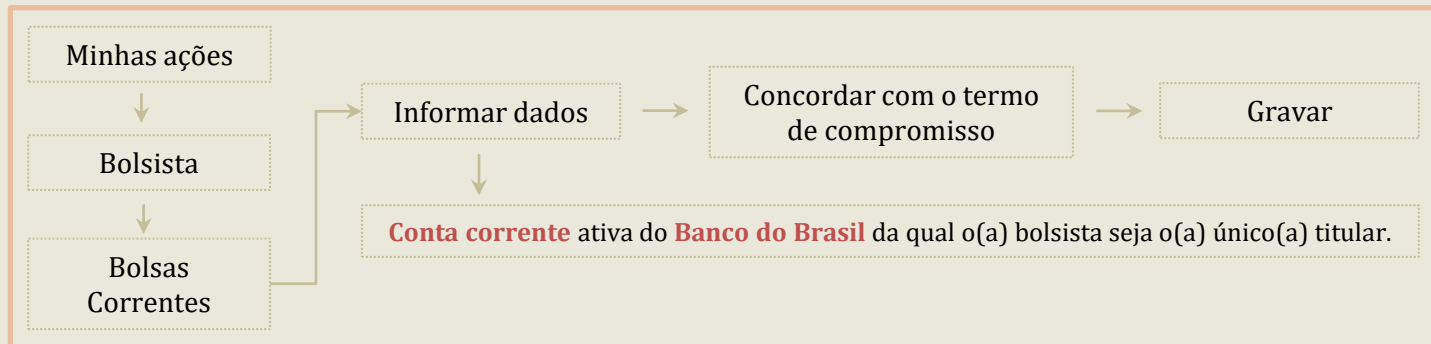 Minhas ações
Bolsista
Bolsas
Correntes
Informar dados
Concordar com o termo
de compromisso
Gravar
Conta corrente ativa do Banco do Brasil da qual o(a) bolsista seja o(a) único(a) titular.